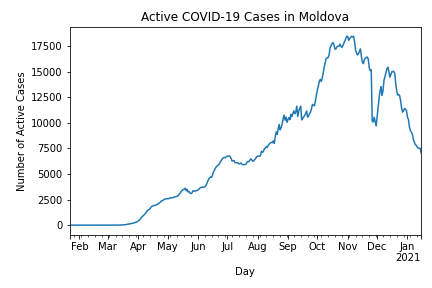 Active COVID-19 Cases in Moldova
Number of Active Cases
17500
15000
12500
10000
7500
5000
2500
0
Feb Mar Apr May Jun Jul Aug Sep Oct Nov Dec Jan
2021
Day